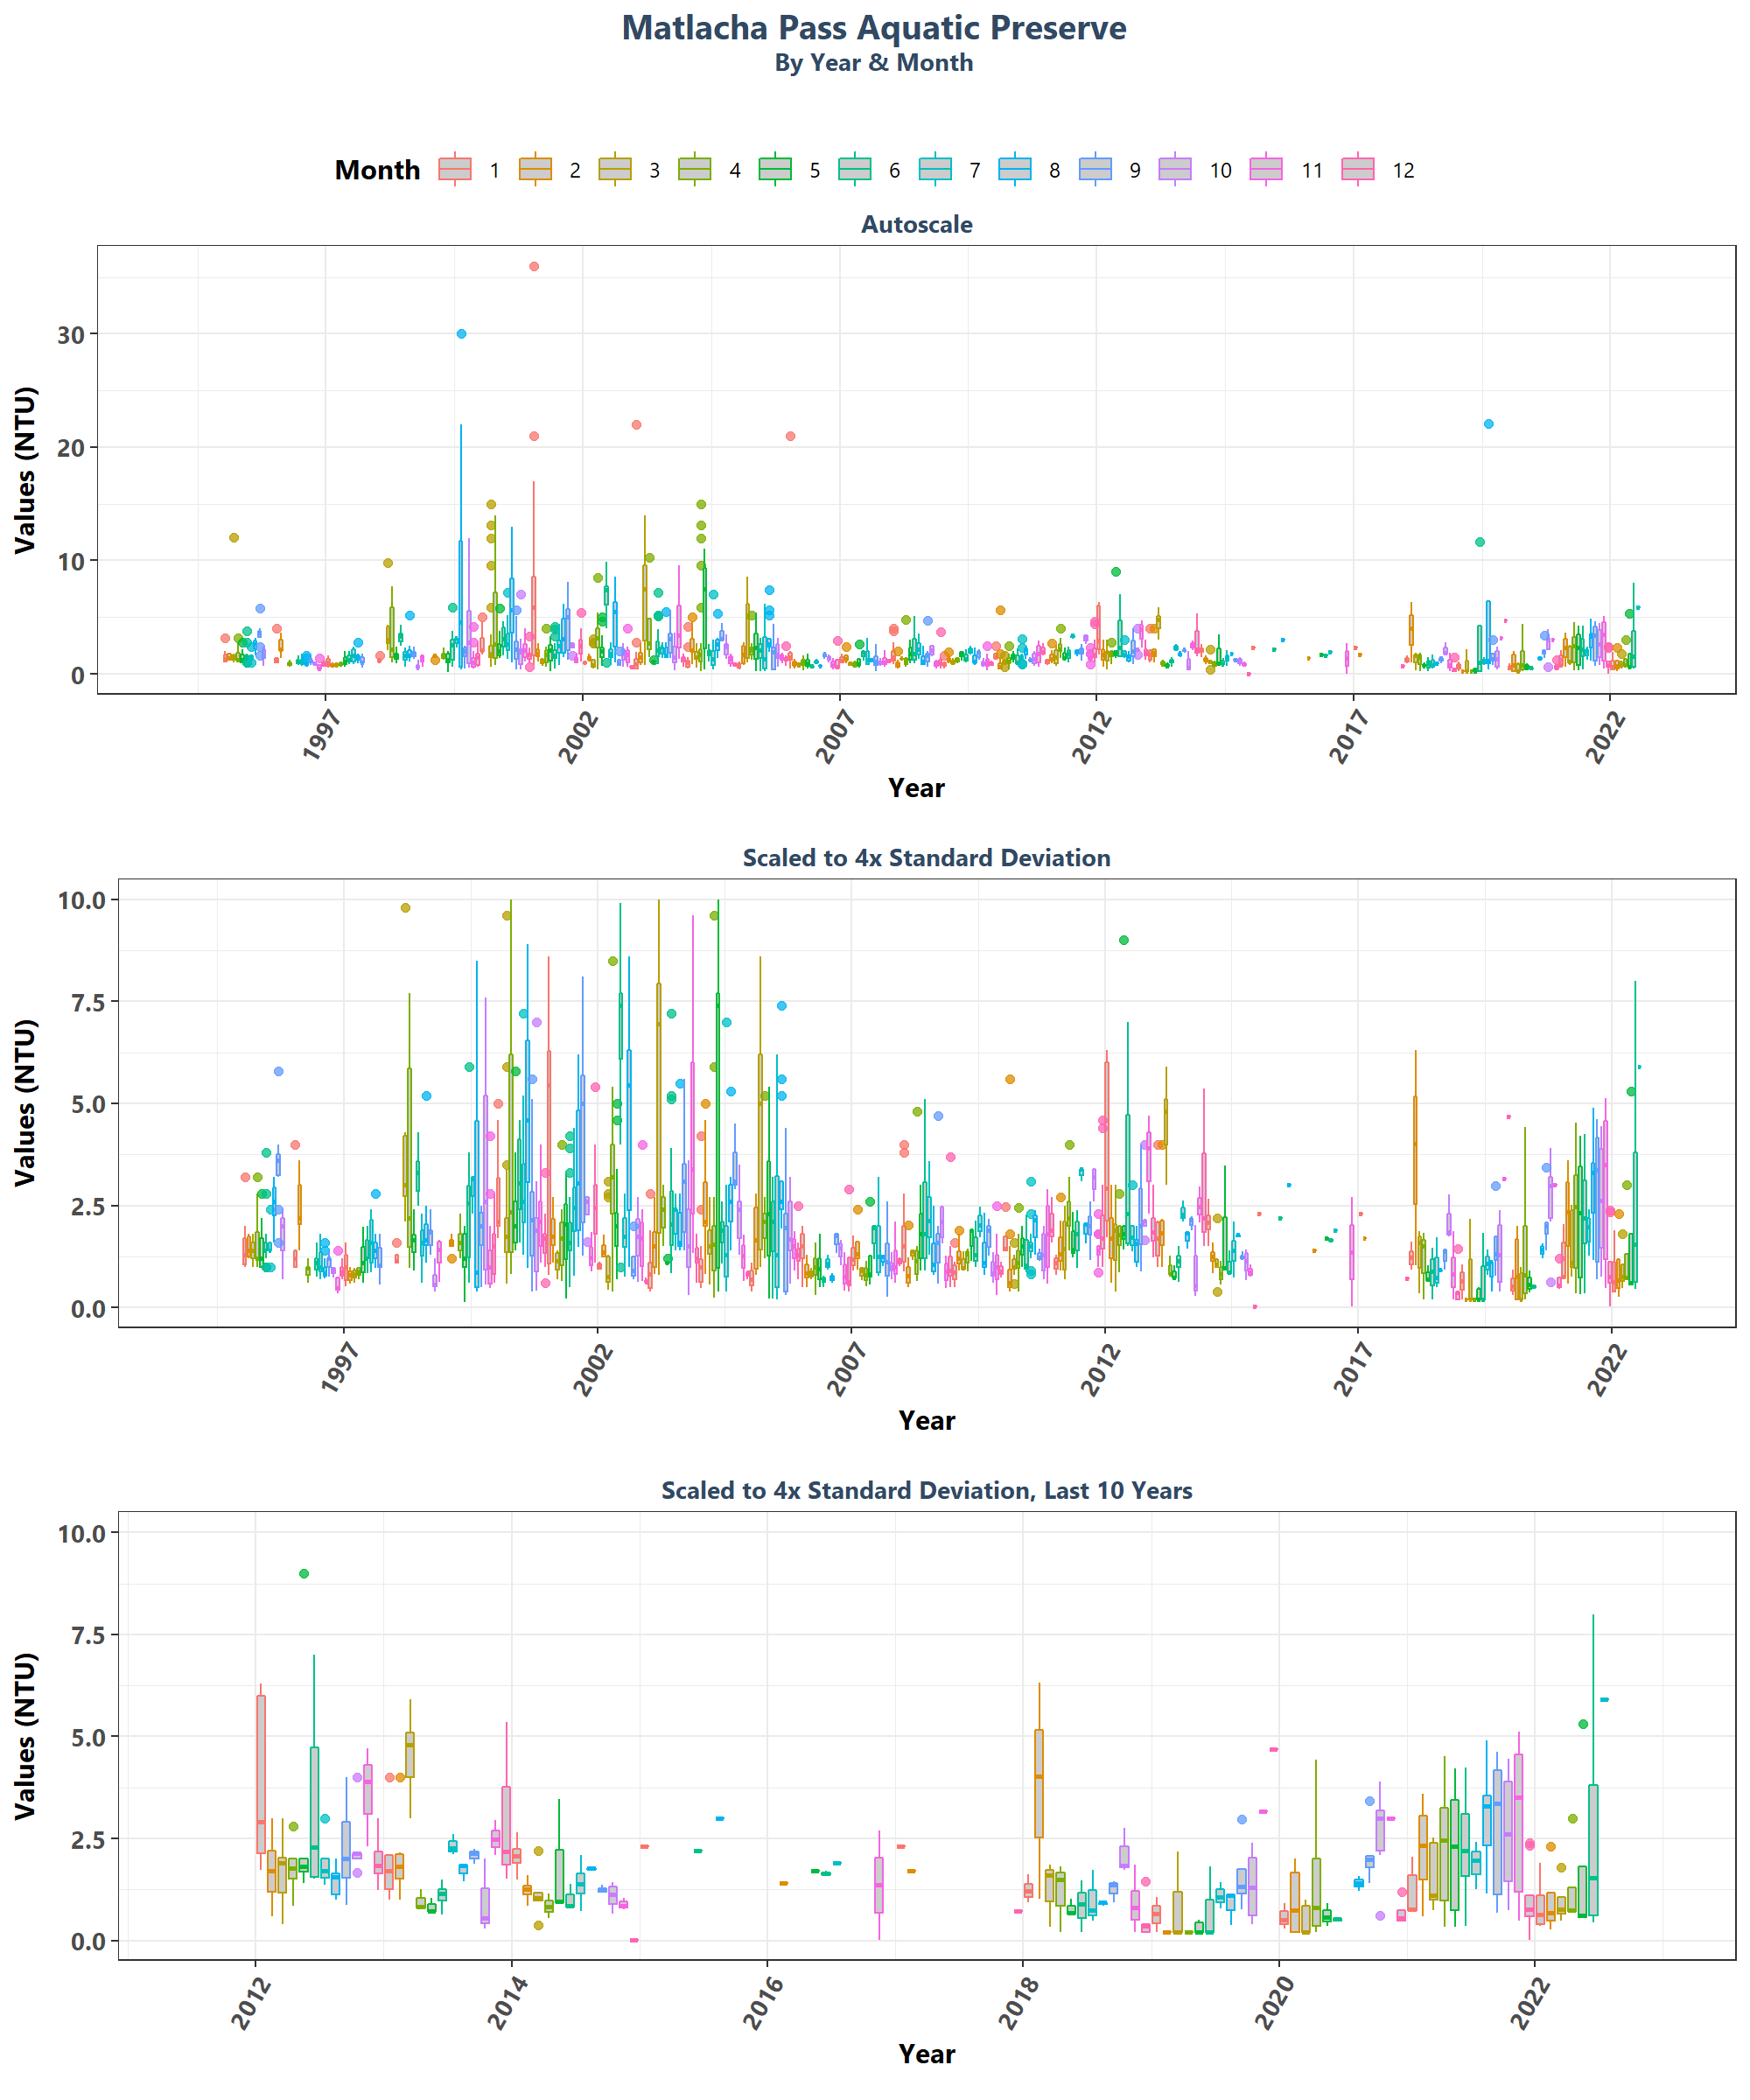 Matlacha Pass Aquatic Preserve
By Year & Month
Month 1 2 3 4 5 6 7 8 9 10 11 12
Autoscale
Values (NTU)
30
20
10
0
1997 2002 2007 2012 2017 2022
Year
Scaled to 4x Standard Deviation
Values (NTU)
10.0
7.5
5.0
2.5
0.0
1997 2002 2007 2012 2017 2022
Year
Scaled to 4x Standard Deviation, Last 10 Years
Values (NTU)
10.0
7.5
5.0
2.5
0.0
2012 2014 2016 2018 2020 2022
Year